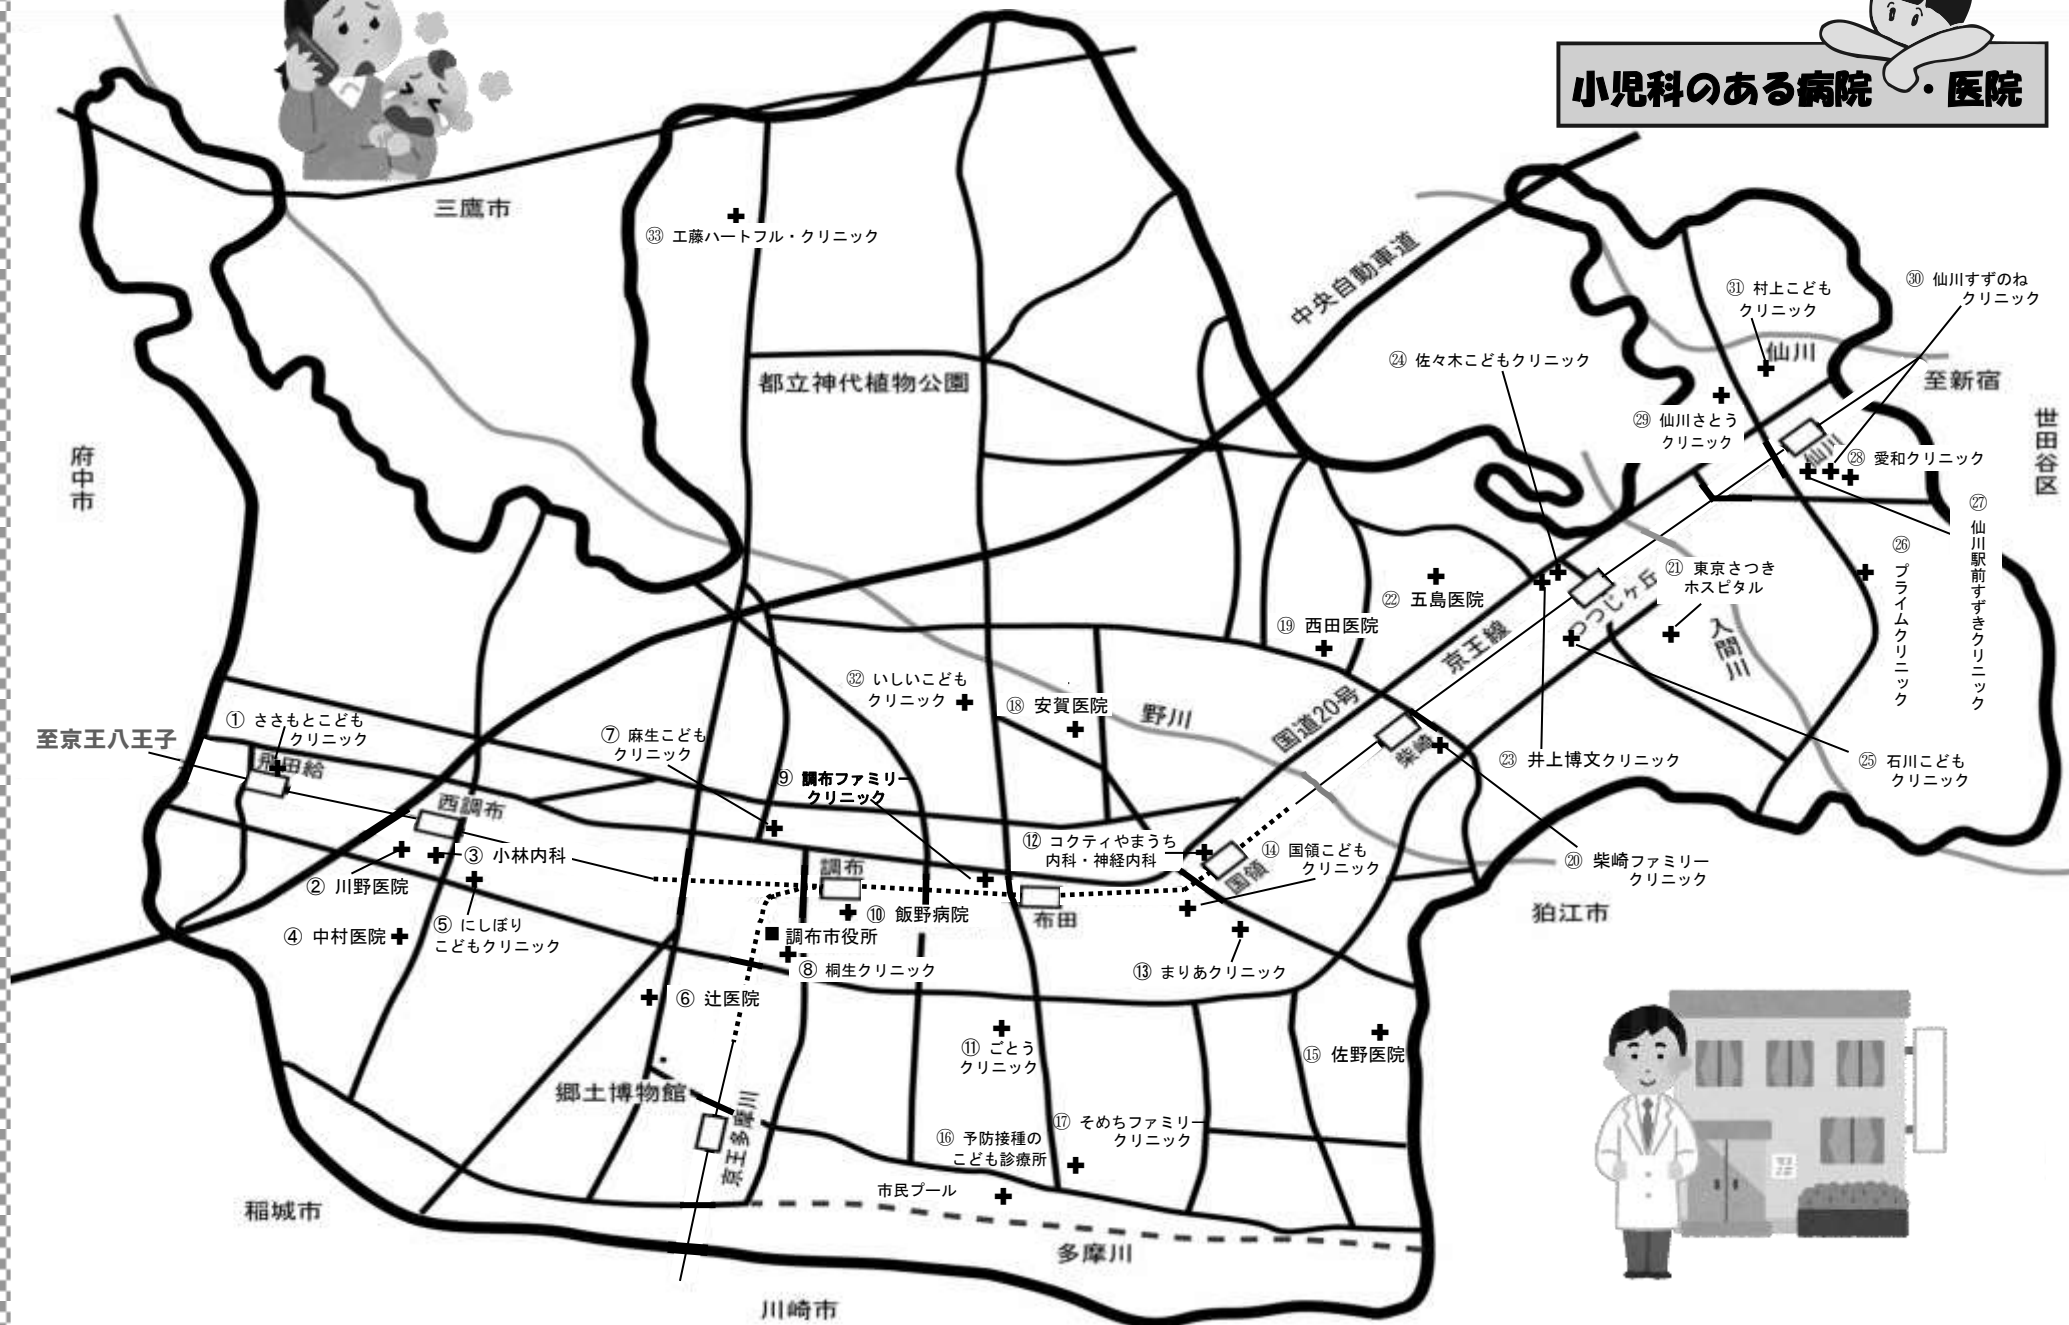 小児科のある病院・医院
三鷹市
㉝ 工藤ハートフル・クリニック
中央自動車道
㉛ 村上こども
クリニック
㉚ 仙川すずのね
クリニック
仙川
至新宿
世田谷区
㉔ 佐々木こどもクリニック
都立神代植物公園
㉙ 仙川さとう
クリニック
仙川
㉘ 愛和クリニック
府中市
㉗ 仙川駅前すずきクリニック
㉖ プライムクリニック
㉑ 東京さつき
ホスピタル
つつじヶ丘
入間川
㉒ 五島医院
⑲ 西田医院
京王線
国道20号
㉜ いしいこども
クリニック
⑱ 安賀医院
野川
柴崎
㉓ 井上博文クリニック
㉕ 石川こども
クリニック
至京王八王子
① ささもとこども
クリニック
飛田給
⑦ 麻生こども
クリニック
⑨ 調布ファミリー
クリニック
西調布
③ 小林内科
② 川野医院
⑫ コクティやまうち
内科・神経内科
⑭ 国領こども
クリニック
国領
⑳ 柴崎ファミリー
クリニック
調布
⑩ 飯野病院
布田
狛江市
④ 中村医院
⑤ にしぼり
こどもクリニック
調布市役所
⑧ 桐生クリニック
⑬ まりあクリニック
⑥ 辻医院
⑪ ごとう
クリニック
⑮ 佐野医院
郷土博物館
京王多摩川
⑯ 予防接種の
こども診療所
⑰ そめちファミリー
クリニック
市民プール
稲城市
多摩川
川崎市